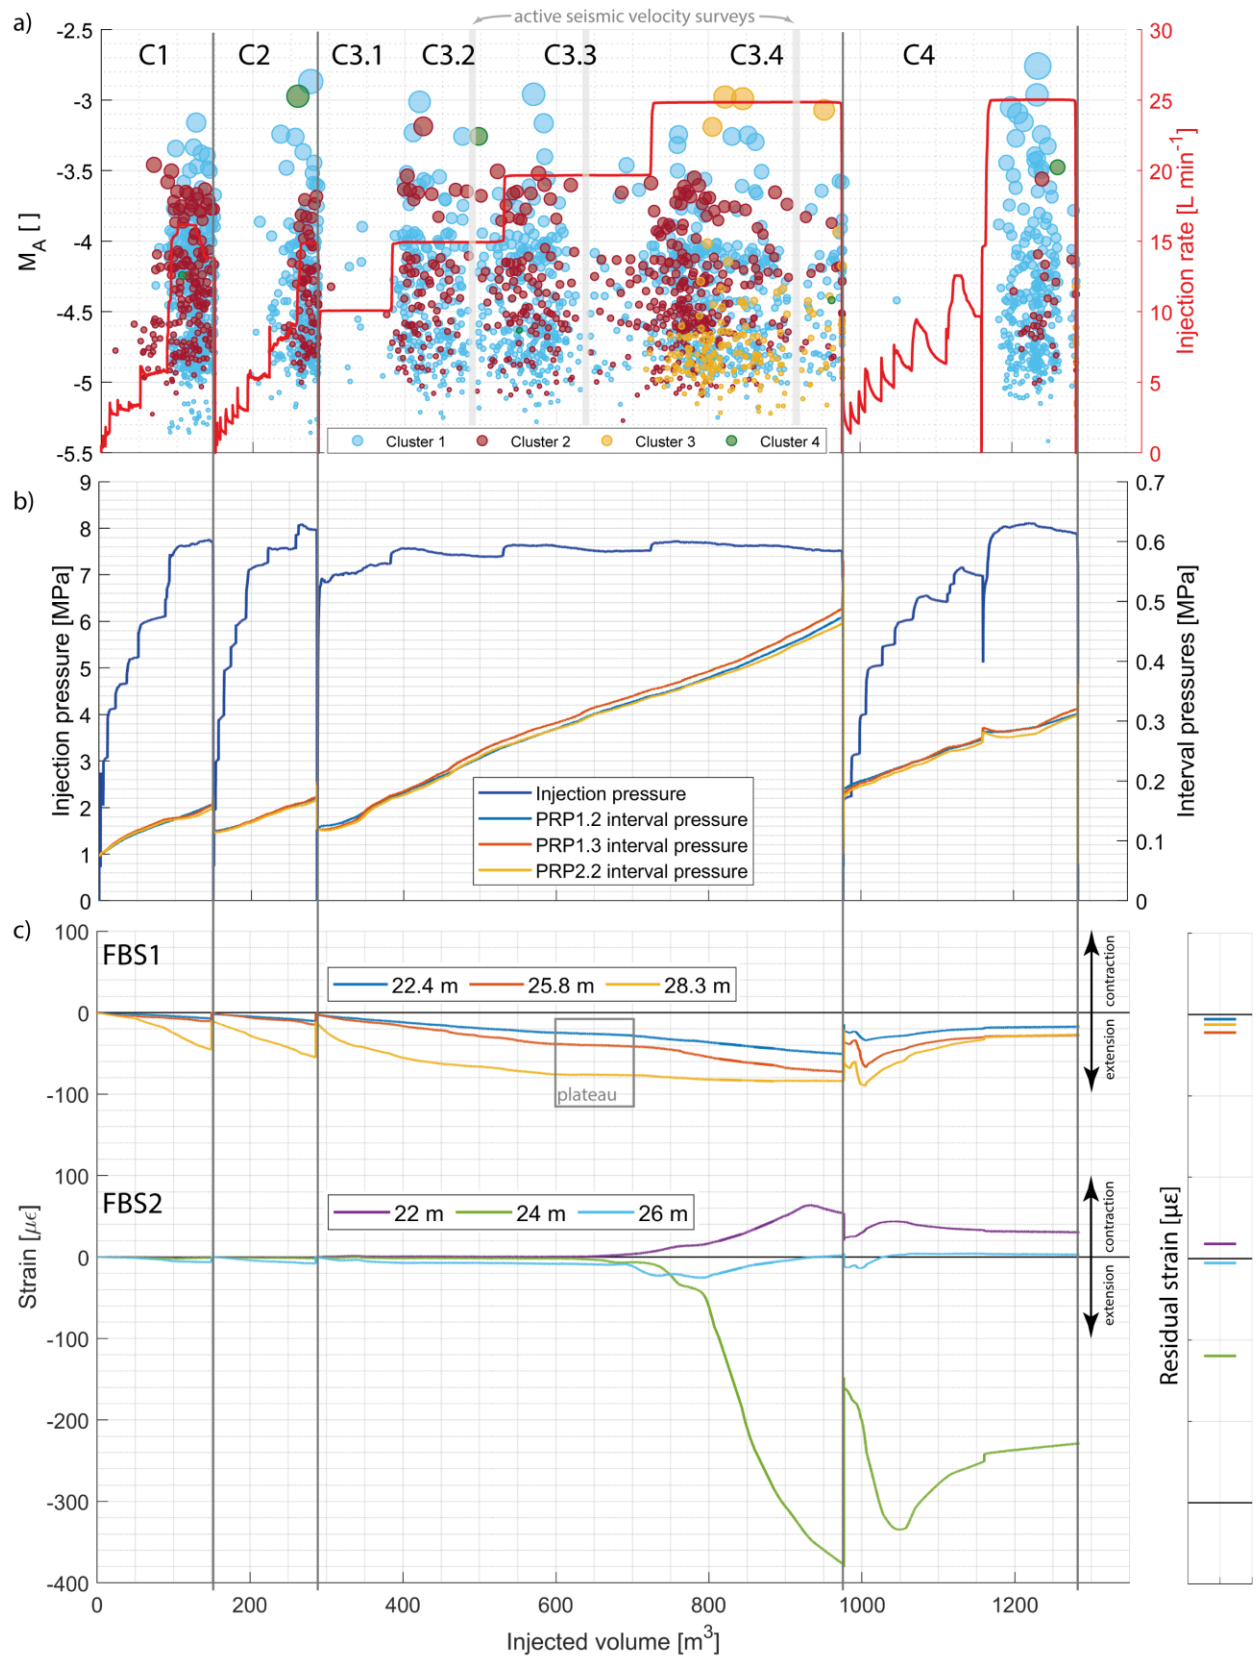 a)
active seismic velocity surveys
C1 C2 C3.1 C3.2 C3.3 C3.4 C4
-2.5
-3
-3.5
-4
-4.5
-5
-5.5
M_A [ ]
30
25
20
15
10
5
0
Injection rate [L min⁻¹]
Cluster 1 Cluster 2 Cluster 3 Cluster 4
b)
9
8
7
6
5
4
3
2
1
0
Injection pressure [MPa]
0.7
0.6
0.5
0.4
0.3
0.2
0.1
0
Interval pressures [MPa]
Injection pressure
PRP1.2 interval pressure
PRP1.3 interval pressure
PRP2.2 interval pressure
c)
100
0
-100
FBS1
22.4 m 25.8 m 28.3 m
plateau
contraction
extension
100
0
-100
-200
-300
-400
FBS2
22 m 24 m 26 m
contraction
extension
Strain [με]
Residual strain [με]
0 200 400 600 800 1000 1200
Injected volume [m³]